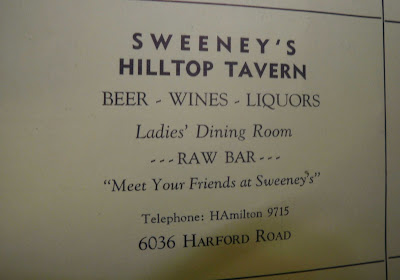 SWEENEY'S
HILLTOP TAVERN
BEER - WINES - LIQUORS
Ladies' Dining Room
---RAW BAR---
"Meet Your Friends at Sweeney's"
Telephone: HAmilton 9715
6036 HARFORD ROAD